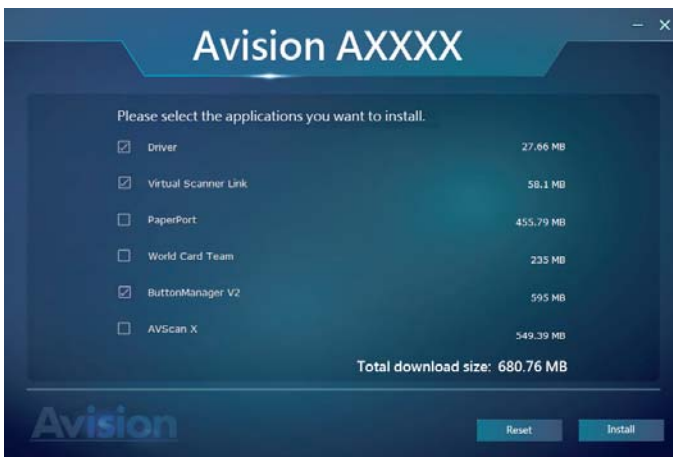 Avision AXXXX
Please select the applications you want to install.
Driver 27.66 MB
Virtual Scanner Link 58.1 MB
PaperPort 455.79 MB
World Card Team 235 MB
ButtonManager V2 595 MB
AVScan X 549.39 MB
Total download size: 680.76 MB
Avision Reset Install